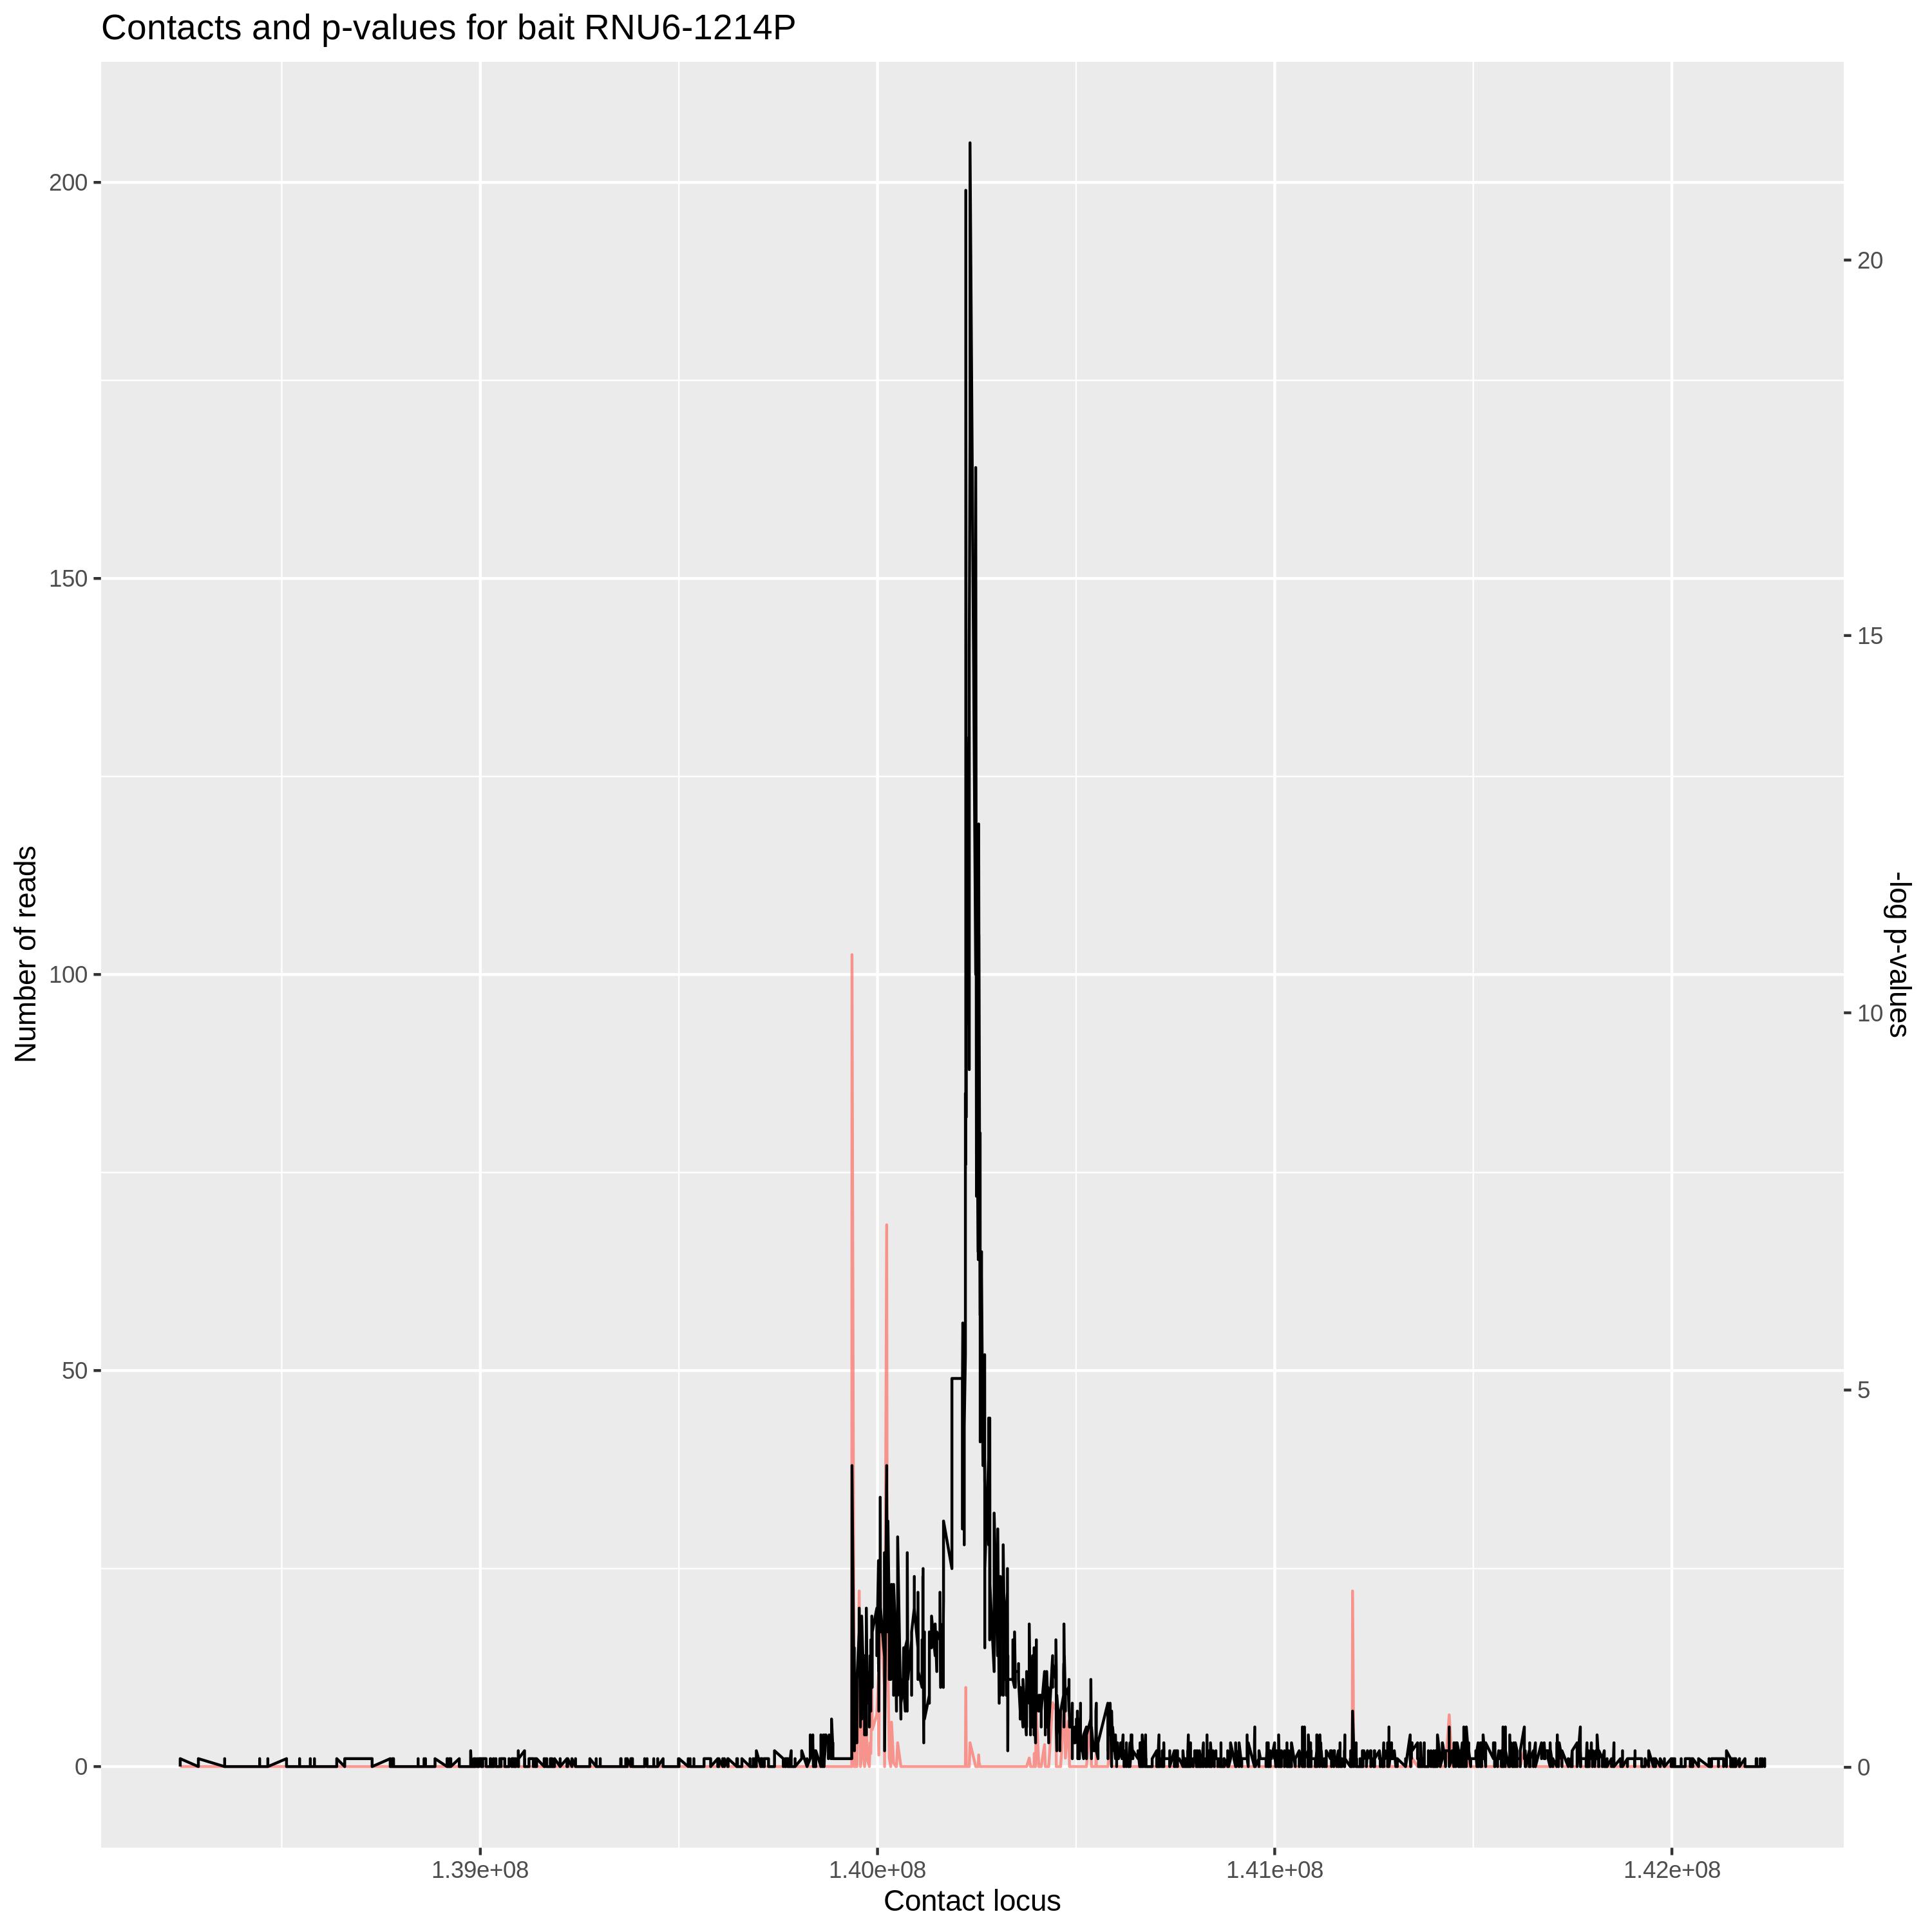 Contacts and p-values for bait RNU6-1214P
200
150
100
50
0
Number of reads
20
15
10
5
0
-log p-values
1.39e+08
1.40e+08
1.41e+08
1.42e+08
Contact locus